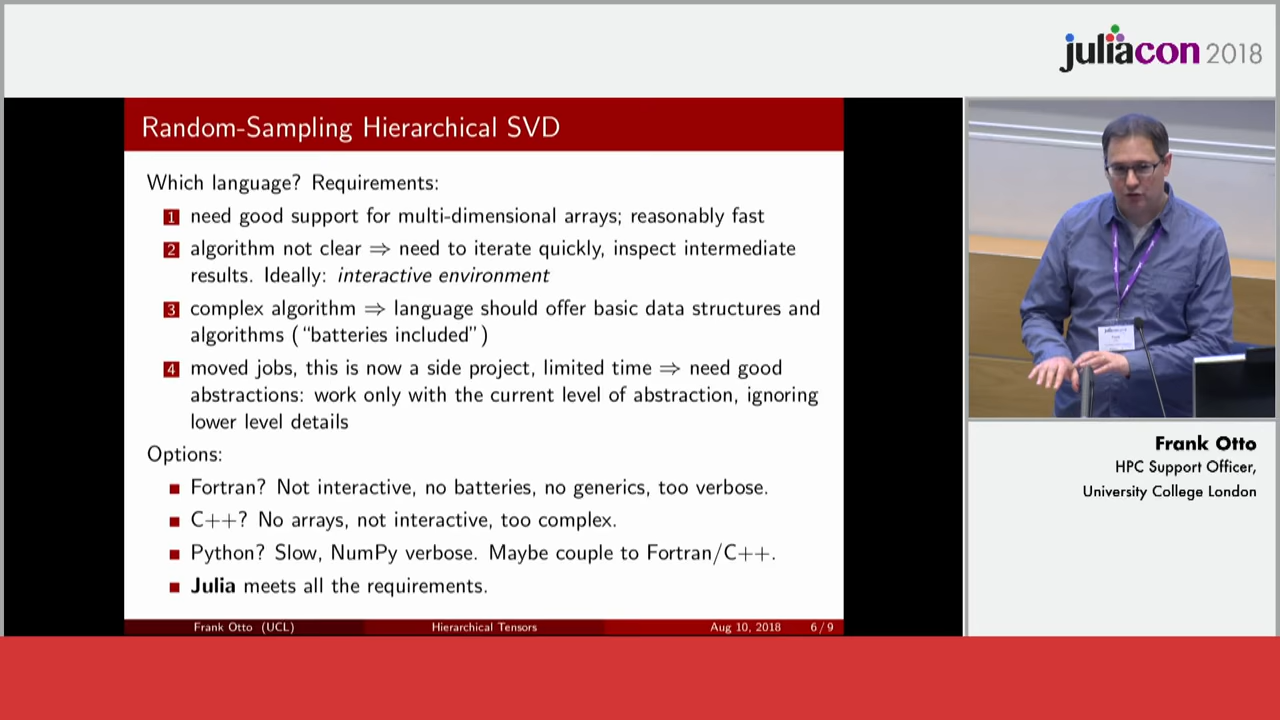 juliacon 2018
Random-Sampling Hierarchical SVD
Which language? Requirements:
1 need good support for multi-dimensional arrays; reasonably fast
2 algorithm not clear ⇒ need to iterate quickly, inspect intermediate
results. Ideally: interactive environment
3 complex algorithm ⇒ language should offer basic data structures and
algorithms ("batteries included")
4 moved jobs, this is now a side project, limited time ⇒ need good
abstractions: work only with the current level of abstraction, ignoring
lower level details
Options:
Fortran? Not interactive, no batteries, no generics, too verbose.
C++? No arrays, not interactive, too complex.
Python? Slow, NumPy verbose. Maybe couple to Fortran/C++.
Julia meets all the requirements.
Frank Otto (UCL) Hierarchical Tensors Aug 10, 2018 6 / 9
juliacon
Frank Otto
HPC Support Officer,
University College London